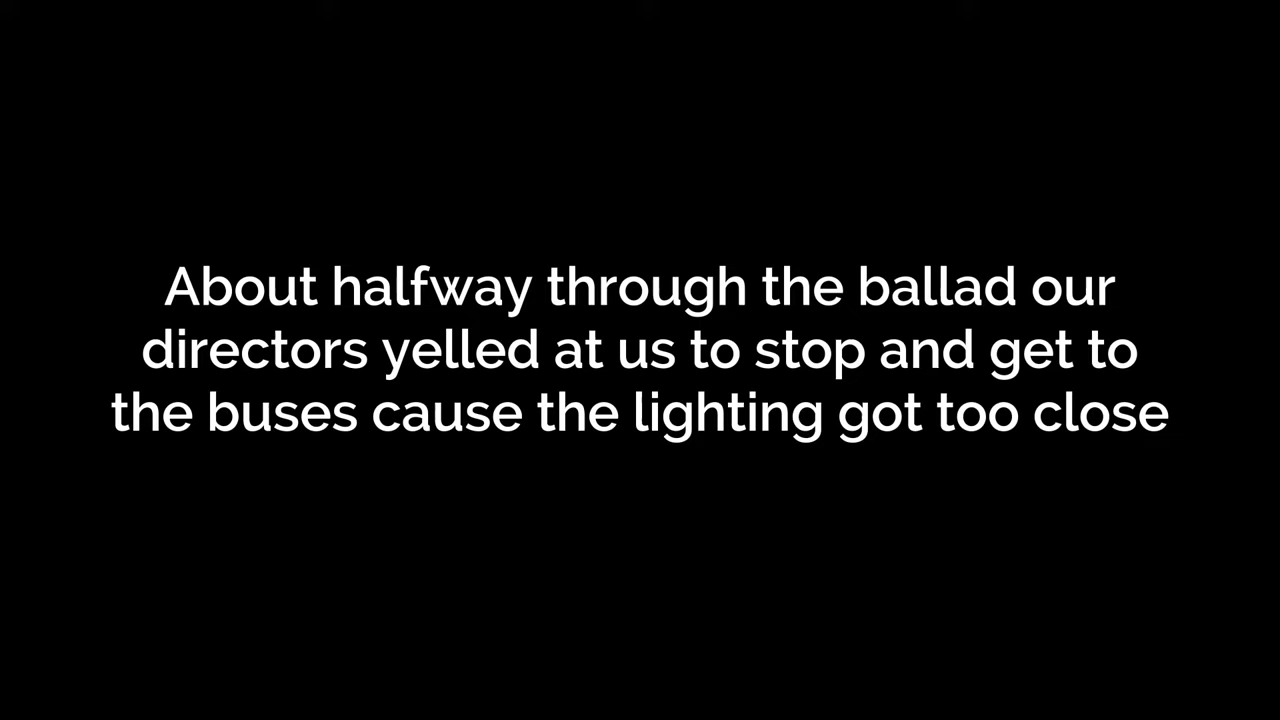 About halfway through the ballad our
directors yelled at us to stop and get to
the buses cause the lighting got too close